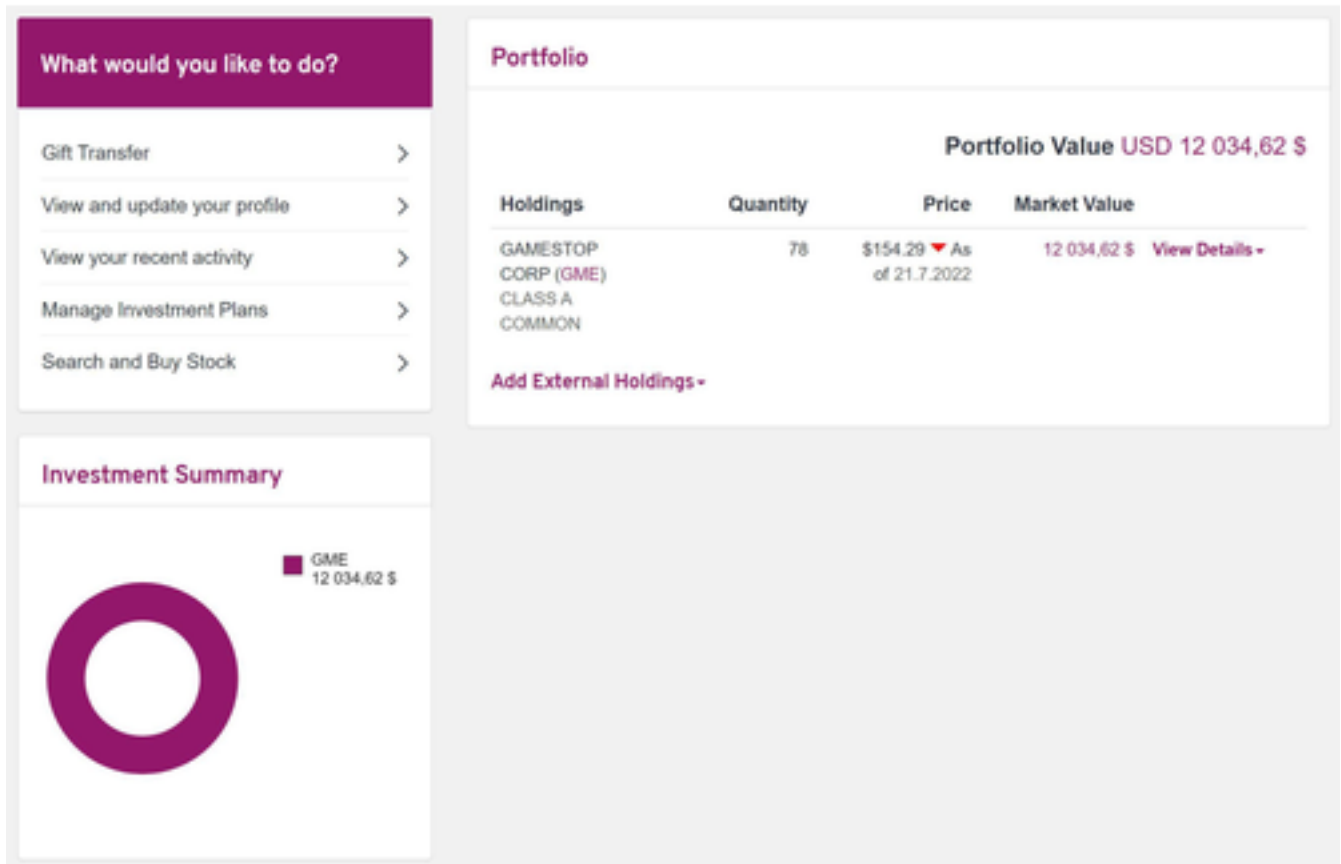 What would you like to do?
Gift Transfer
View and update your profile
View your recent activity
Manage Investment Plans
Search and Buy Stock
Portfolio
Portfolio Value USD 12 034,62 $
Holdings Quantity Price Market Value
GAMESTOP 78 $154.29 ▼ As 12 034,62 $ View Details
CORP (GME) of 21.7.2022
CLASS A
COMMON
Add External Holdings
Investment Summary
GME
12 034,62 $